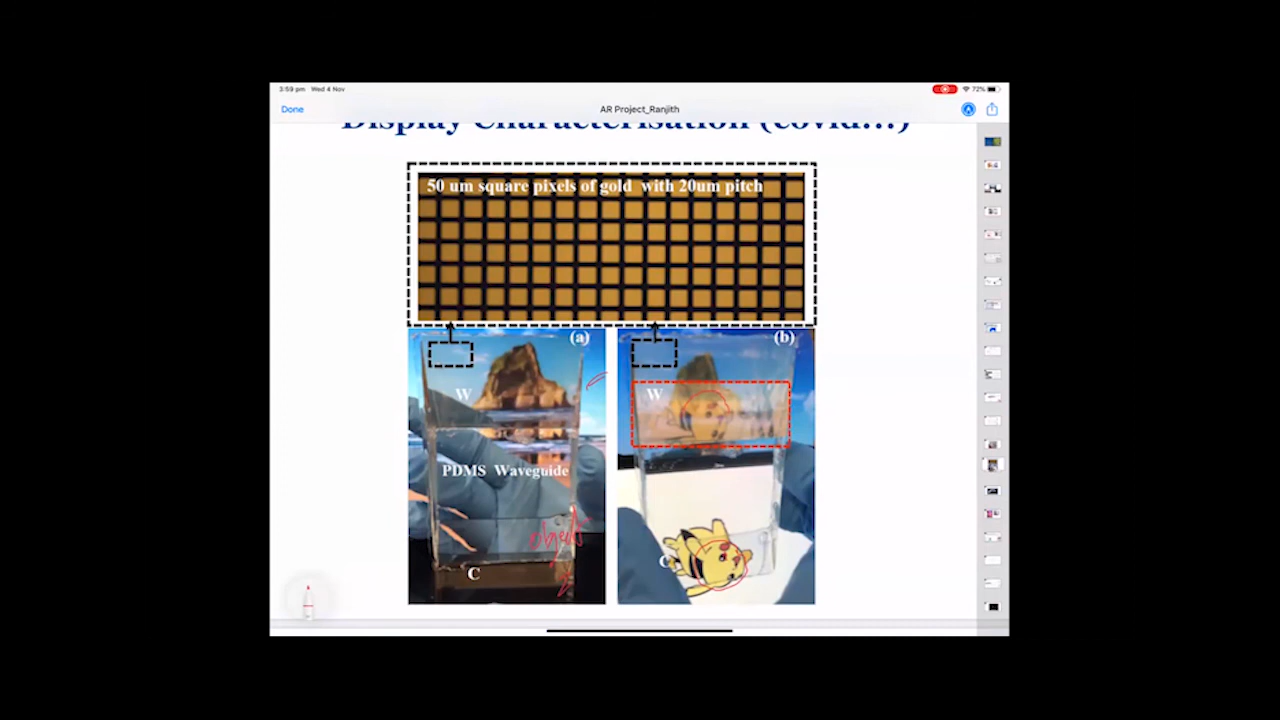 3:59 pm Wed 4 Nov
72%
Done
AR Project_Ranjith
Display Characterisation (covid...)
50 um square pixels of gold with 20um pitch
(a)
(b)
W
W
PDMS Waveguide
object
C
C